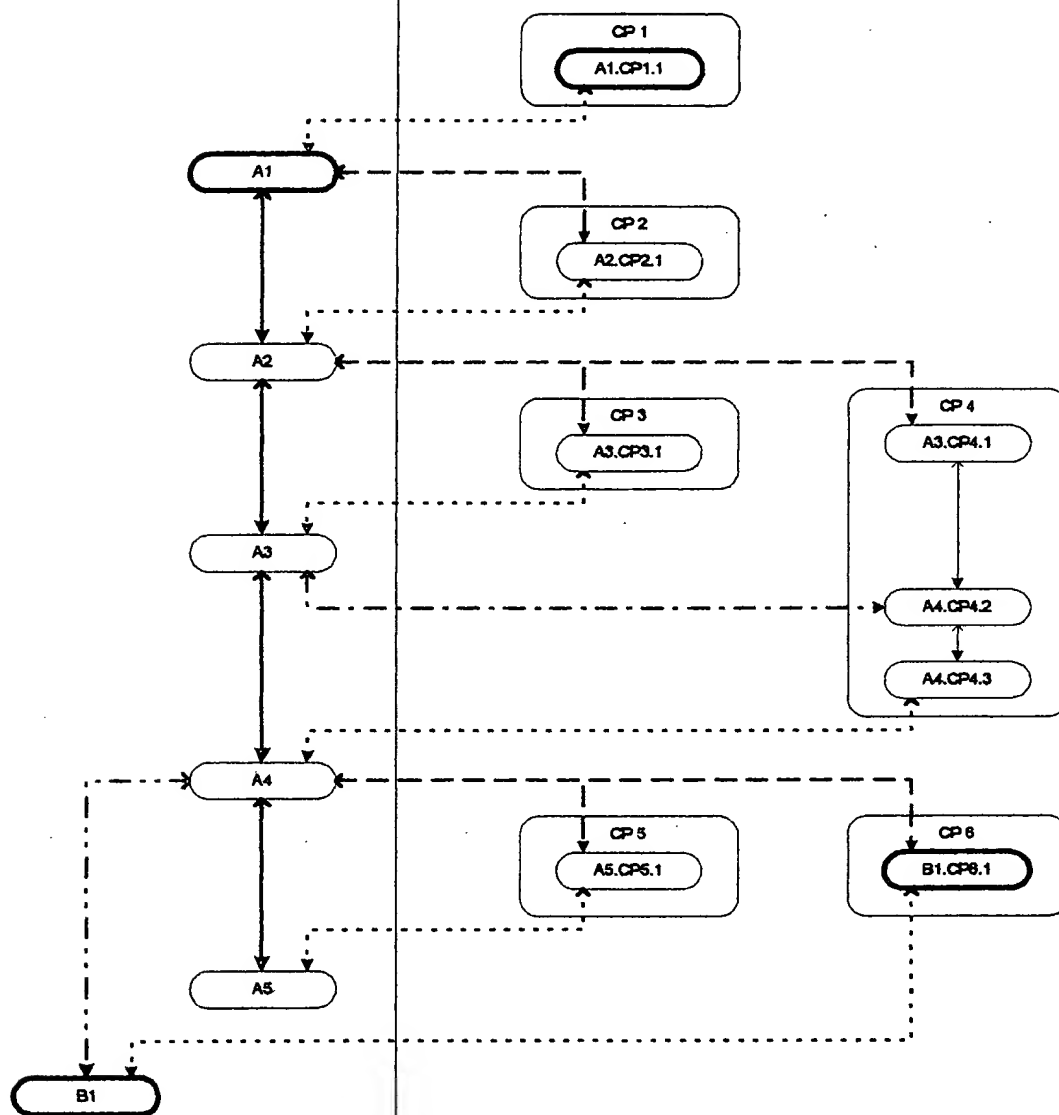 CP 1
A1.CP1.1
A1
CP 2
A2.CP2.1
A2
CP 3
A3.CP3.1
CP 4
A3.CP4.1
A3
A4.CP4.2
A4.CP4.3
A4
CP 5
A5.CP5.1
CP 6
B1.CP6.1
A5
B1